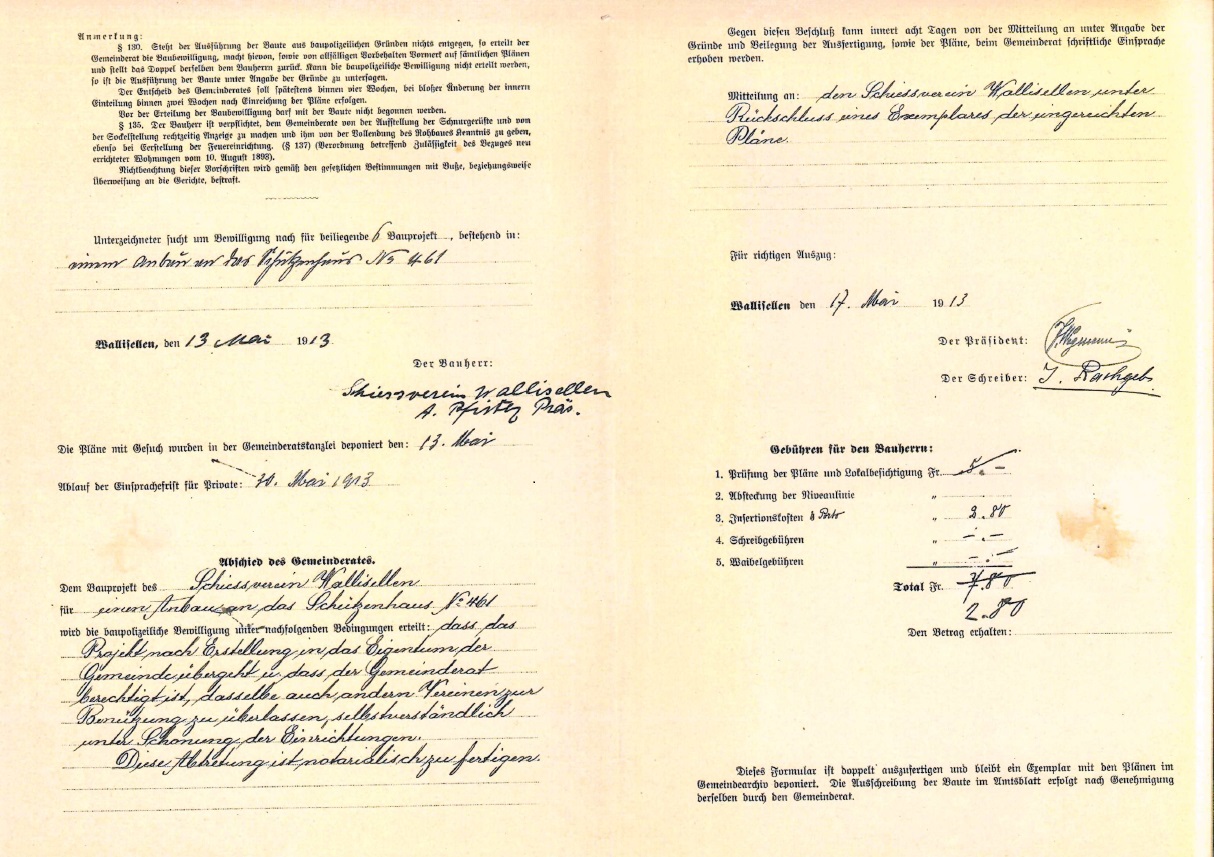 Anmerkung:
§ 130. Steht der Ausführung der Baute aus baupolizeilichen Gründen nichts entgegen, so erteilt der
Gemeinderat die Baubewilligung, macht hievon, sowie von allfälligen Vorbehalten Vormerk auf sämtlichen Plänen
und stellt das Doppel derselben dem Bauherrn zurück. Kann die baupolizeiliche Bewilligung nicht erteilt werden,
so ist die Ausführung der Baute unter Angabe der Gründe zu untersagen.
Der Entscheid des Gemeinderates soll spätestens binnen vier Wochen, bei bloßer Änderung der innern
Einteilung binnen zwei Wochen nach Einreichung der Pläne erfolgen.
Vor der Erteilung der Baubewilligung darf mit der Baute nicht begonnen werden.
§ 135. Der Bauherr ist verpflichtet, dem Gemeinderate von der Aufstellung der Schnurgerüste und von
der Sockelstellung rechtzeitig Anzeige zu machen und ihm von der Vollendung des Rohbaues Kenntnis zu geben,
ebenso bei Erstellung der Feuereinrichtung. (§ 137) (Verordnung betreffend Zulässigkeit des Bezuges neu
errichteter Wohnungen vom 10. August 1893).
Nichtbeachtung dieser Vorschriften wird gemäß den gesetzlichen Bestimmungen mit Buße, beziehungsweise
Überweisung an die Gerichte, bestraft.
Unterzeichneter sucht um Bewilligung nach für beiliegende 6 Bauprojekt, bestehend in:
einem Anbau an das Schützenhaus No 461
Wallisellen, den 13 Mai 1913.
Der Bauherr:
Schiessverein Wallisellen
A. Pfister Präs.
Die Pläne mit Gesuch wurden in der Gemeinderatskanzlei deponiert den: 13. Mai
Ablauf der Einsprachefrist für Private: 30. Mai 1913
Abschied des Gemeinderates.
Dem Bauprojekt des Schiessverein Wallisellen
für einen Anbau an das Schützenhaus No 461
wird die baupolizeiliche Bewilligung unter nachfolgenden Bedingungen erteilt: dass das
Projekt nach Erstellung in das Eigentum der
Gemeinde übergeht u. dass der Gemeinderat
berechtigt ist, dasselbe auch andern Vereinen zur
Benützung zu überlassen, selbstverständlich
unter Schonung der Einrichtungen.
Diese Abtretung ist notarialisch zu fertigen.
Gegen diesen Beschluß kann innert acht Tagen von der Mitteilung an unter Angabe der
Gründe und Beilegung der Ausfertigung, sowie der Pläne, beim Gemeinderat schriftliche Einsprache
erhoben werden.
Mitteilung an: den Schiessverein Wallisellen unter
Rückschluss eines Exemplares der eingereichten
Pläne.
Für richtigen Auszug:
Wallisellen den 17. Mai 1913
Der Präsident:
Der Schreiber: J. Rathgeb.
Gebühren für den Bauherrn:
1. Prüfung der Pläne und Lokalbesichtigung Fr. 5.-
2. Absteckung der Niveaulinie "
3. Insertionskosten & Porto " 2.80
4. Schreibgebühren " -.-
5. Waibelgebühren " -.-
Total Fr. 7.80
2.80
Den Betrag erhalten:
Dieses Formular ist doppelt auszufertigen und bleibt ein Exemplar mit den Plänen im
Gemeindearchiv deponiert. Die Ausschreibung der Baute im Amtsblatt erfolgt nach Genehmigung
derselben durch den Gemeinderat.